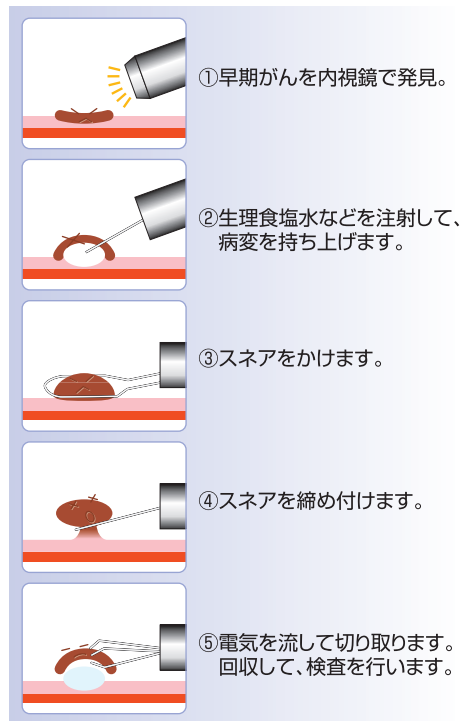 ①早期がんを内視鏡で発見。
②生理食塩水などを注射して、
病変を持ち上げます。
③スネアをかけます。
④スネアを締め付けます。
⑤電気を流して切り取ります。
回収して、検査を行います。